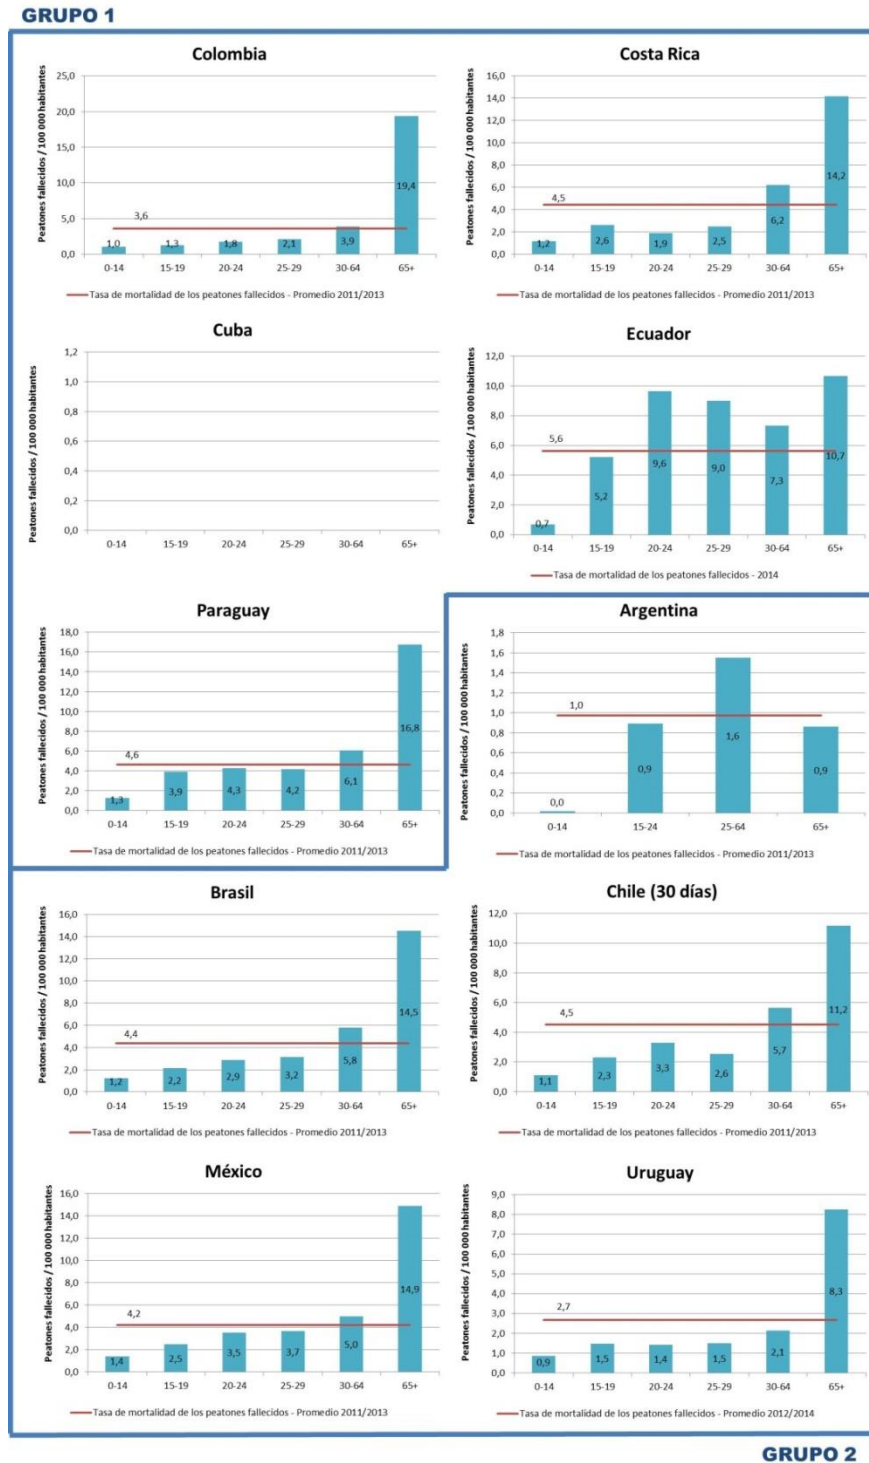 GRUPO 1
Colombia
Peatones fallecidos / 100 000 habitantes
25,0
20,0
15,0
10,0
5,0
0,0
3,6
1,0 1,3 1,8 2,1 3,9 19,4
0-14 15-19 20-24 25-29 30-64 65+
Tasa de mortalidad de los peatones fallecidos - Promedio 2011/2013
Costa Rica
Peatones fallecidos / 100 000 habitantes
16,0
14,0
12,0
10,0
8,0
6,0
4,0
2,0
0,0
4,5
1,2 2,6 1,9 2,5 6,2 14,2
0-14 15-19 20-24 25-29 30-64 65+
Tasa de mortalidad de los peatones fallecidos - Promedio 2011/2013
Cuba
Peatones fallecidos / 100 000 habitantes
1,2
1,0
0,8
0,6
0,4
0,2
0,0
0-14 15-19 20-24 25-29 30-64 65+
Ecuador
Peatones fallecidos / 100 000 habitantes
12,0
10,0
8,0
6,0
4,0
2,0
0,0
5,6
0,7 5,2 9,6 9,0 7,3 10,7
0-14 15-19 20-24 25-29 30-64 65+
Tasa de mortalidad de los peatones fallecidos - 2014
Paraguay
Peatones fallecidos / 100 000 habitantes
18,0
16,0
14,0
12,0
10,0
8,0
6,0
4,0
2,0
0,0
4,6
1,3 3,9 4,3 4,2 6,1 16,8
0-14 15-19 20-24 25-29 30-64 65+
Tasa de mortalidad de los peatones fallecidos - Promedio 2011/2013
Argentina
Peatones fallecidos / 100 000 habitantes
1,8
1,6
1,4
1,2
1,0
0,8
0,6
0,4
0,2
0,0
1,0
0,0 0,9 1,6 0,9
0-14 15-24 25-64 65+
Tasa de mortalidad de los peatones fallecidos - Promedio 2011/2013
Brasil
Peatones fallecidos / 100 000 habitantes
16,0
14,0
12,0
10,0
8,0
6,0
4,0
2,0
0,0
4,4
1,2 2,2 2,9 3,2 5,8 14,5
0-14 15-19 20-24 25-29 30-64 65+
Tasa de mortalidad de los peatones fallecidos - Promedio 2011/2013
Chile (30 días)
Peatones fallecidos / 100 000 habitantes
12,0
10,0
8,0
6,0
4,0
2,0
0,0
4,5
1,1 2,3 3,3 2,6 5,7 11,2
0-14 15-19 20-24 25-29 30-64 65+
Tasa de mortalidad de los peatones fallecidos - Promedio 2011/2013
México
Peatones fallecidos / 100 000 habitantes
16,0
14,0
12,0
10,0
8,0
6,0
4,0
2,0
0,0
4,2
1,4 2,5 3,5 3,7 5,0 14,9
0-14 15-19 20-24 25-29 30-64 65+
Tasa de mortalidad de los peatones fallecidos - Promedio 2011/2013
Uruguay
Peatones fallecidos / 100 000 habitantes
9,0
8,0
7,0
6,0
5,0
4,0
3,0
2,0
1,0
0,0
2,7
0,9 1,5 1,4 1,5 2,1 8,3
0-14 15-19 20-24 25-29 30-64 65+
Tasa de mortalidad de los peatones fallecidos - Promedio 2012/2014
GRUPO 2